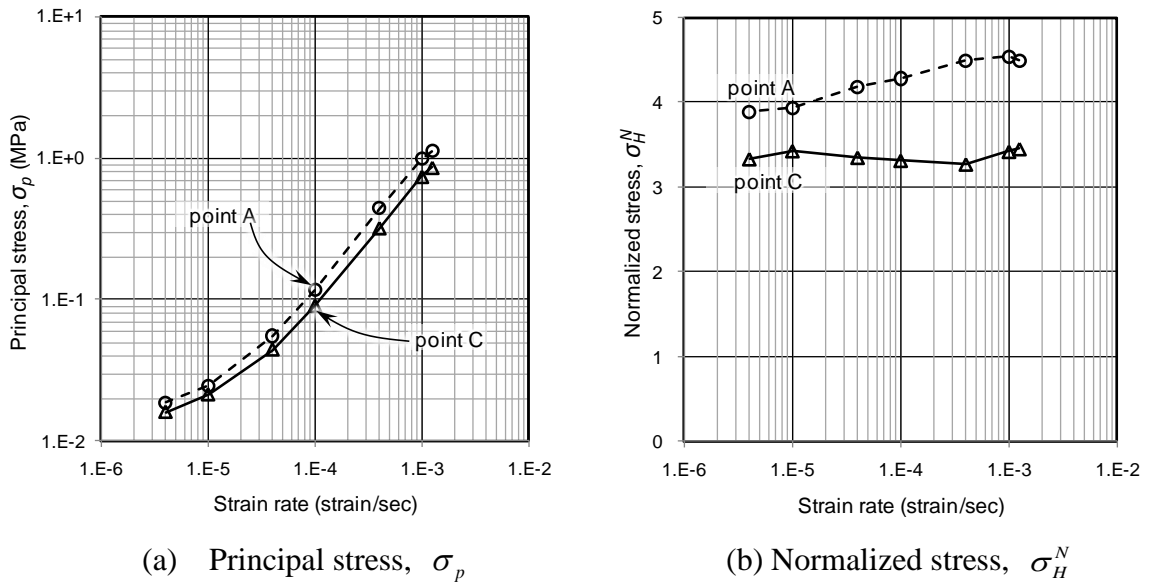 1.E+1
1.E+0
1.E-1
1.E-2
Principal stress, σp (MPa)
point A
point C
1.E-6 1.E-5 1.E-4 1.E-3 1.E-2
Strain rate (strain/sec)
(a) Principal stress, σp
5
4
3
2
1
0
Normalized stress, σHN
point A
point C
1.E-6 1.E-5 1.E-4 1.E-3 1.E-2
Strain rate (strain/sec)
(b) Normalized stress, σHN